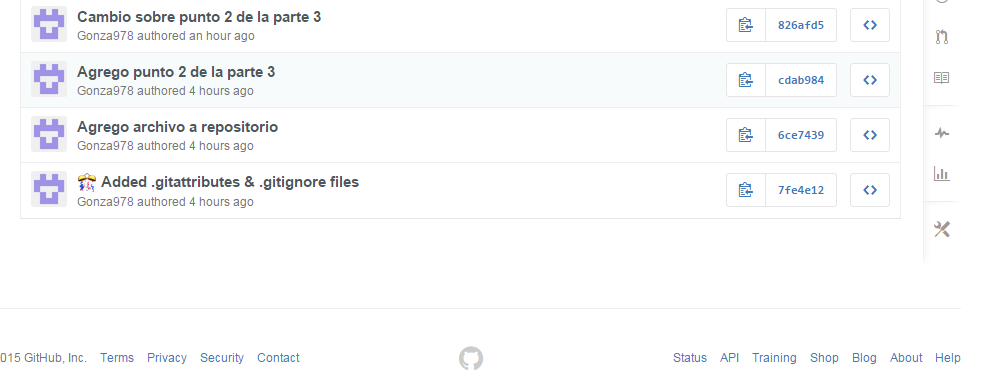 Cambio sobre punto 2 de la parte 3
Gonza978 authored an hour ago
826afd5
Agrego punto 2 de la parte 3
Gonza978 authored 4 hours ago
cdab984
Agrego archivo a repositorio
Gonza978 authored 4 hours ago
6ce7439
Added .gitattributes & .gitignore files
Gonza978 authored 4 hours ago
7fe4e12
015 GitHub, Inc. Terms Privacy Security Contact Status API Training Shop Blog About Help